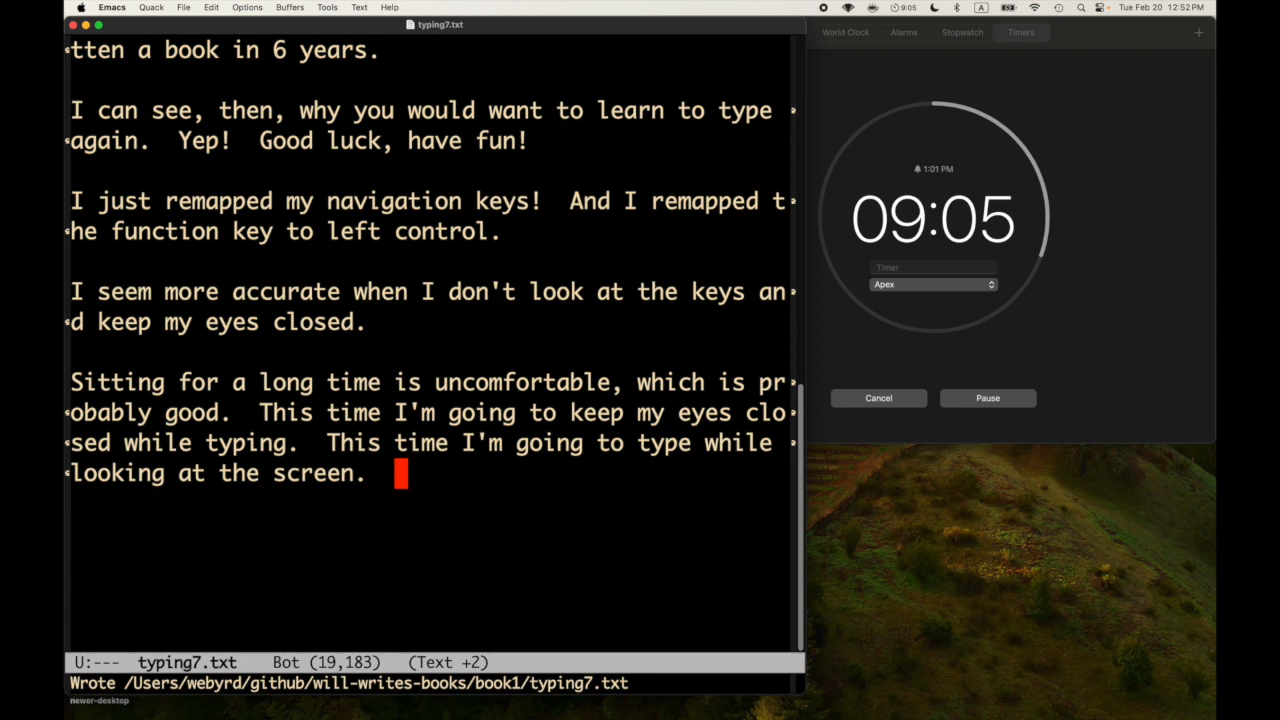 Emacs Quack File Edit Options Buffers Tools Text Help
9:05 A Tue Feb 20 12:52 PM
typing7.txt
tten a book in 6 years.
I can see, then, why you would want to learn to type
again.  Yep!  Good luck, have fun!
I just remapped my navigation keys!  And I remapped t
he function key to left control.
I seem more accurate when I don't look at the keys an
d keep my eyes closed.
Sitting for a long time is uncomfortable, which is pr
obably good.  This time I'm going to keep my eyes clo
sed while typing.  This time I'm going to type while
looking at the screen.
U:---  typing7.txt    Bot (19,183)   (Text +2)
Wrote /Users/webyrd/github/will-writes-books/book1/typing7.txt
newer-desktop
World Clock Alarms Stopwatch Timers +
1:01 PM
09:05
Timer
Apex
Cancel Pause